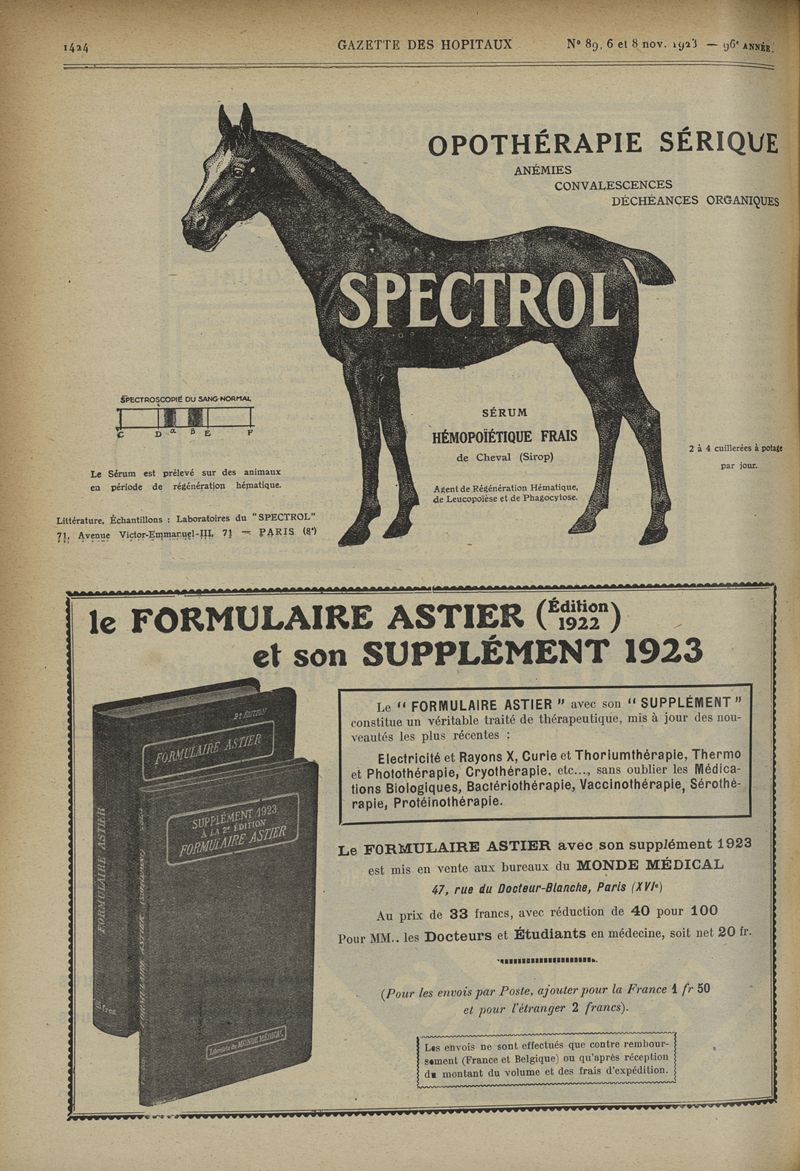 1424
GAZETTE DES HOPITAUX
N° 89, 6 et 8 nov. 1923 — 96e ANNÉE.
OPOTHÉRAPIE SÉRIQUE
ANÉMIES
CONVALESCENCES
DÉCHÉANCES ORGANIQUES
SPECTROL
SPECTROSCOPIE DU SANG NORMAL
C D a B E F
Le Sérum est prélevé sur des animaux
en période de régénération hématique.
Littérature, Échantillons : Laboratoires du "SPECTROL"
71, Avenue Victor-Emmanuel-III, 71 — PARIS (8e)
SÉRUM
HÉMOPOÏÉTIQUE FRAIS
de Cheval (Sirop)
Agent de Régénération Hématique,
de Leucopoïèse et de Phagocytose.
2 à 4 cuillerées à potage
par jour.
le FORMULAIRE ASTIER (Édition 1922)
et son SUPPLÉMENT 1923
2e ÉDITION
FORMULAIRE ASTIER
FORMULAIRE ASTIER
SUPPLÉMENT 1923
A LA 2e ÉDITION
FORMULAIRE ASTIER
Librairie du MONDE MÉDICAL
Le " FORMULAIRE ASTIER " avec son " SUPPLÉMENT "
constitue un véritable traité de thérapeutique, mis à jour des nou-
veautés les plus récentes :
Electricité et Rayons X, Curie et Thoriumthérapie, Thermo
et Photothérapie, Cryothérapie, etc..., sans oublier les Médica-
tions Biologiques, Bactériothérapie, Vaccinothérapie, Sérothé-
rapie, Protéinothérapie.
Le FORMULAIRE ASTIER avec son supplément 1923
est mis en vente aux bureaux du MONDE MÉDICAL
47, rue du Docteur-Blanche, Paris (XVIe)
Au prix de 33 francs, avec réduction de 40 pour 100
Pour MM.. les Docteurs et Étudiants en médecine, soit net 20 fr.
(Pour les envois par Poste, ajouter pour la France 1 fr 50
et pour l'étranger 2 francs).
Les envois ne sont effectués que contre rembour-
sement (France et Belgique) ou qu'après réception
du montant du volume et des frais d'expédition.